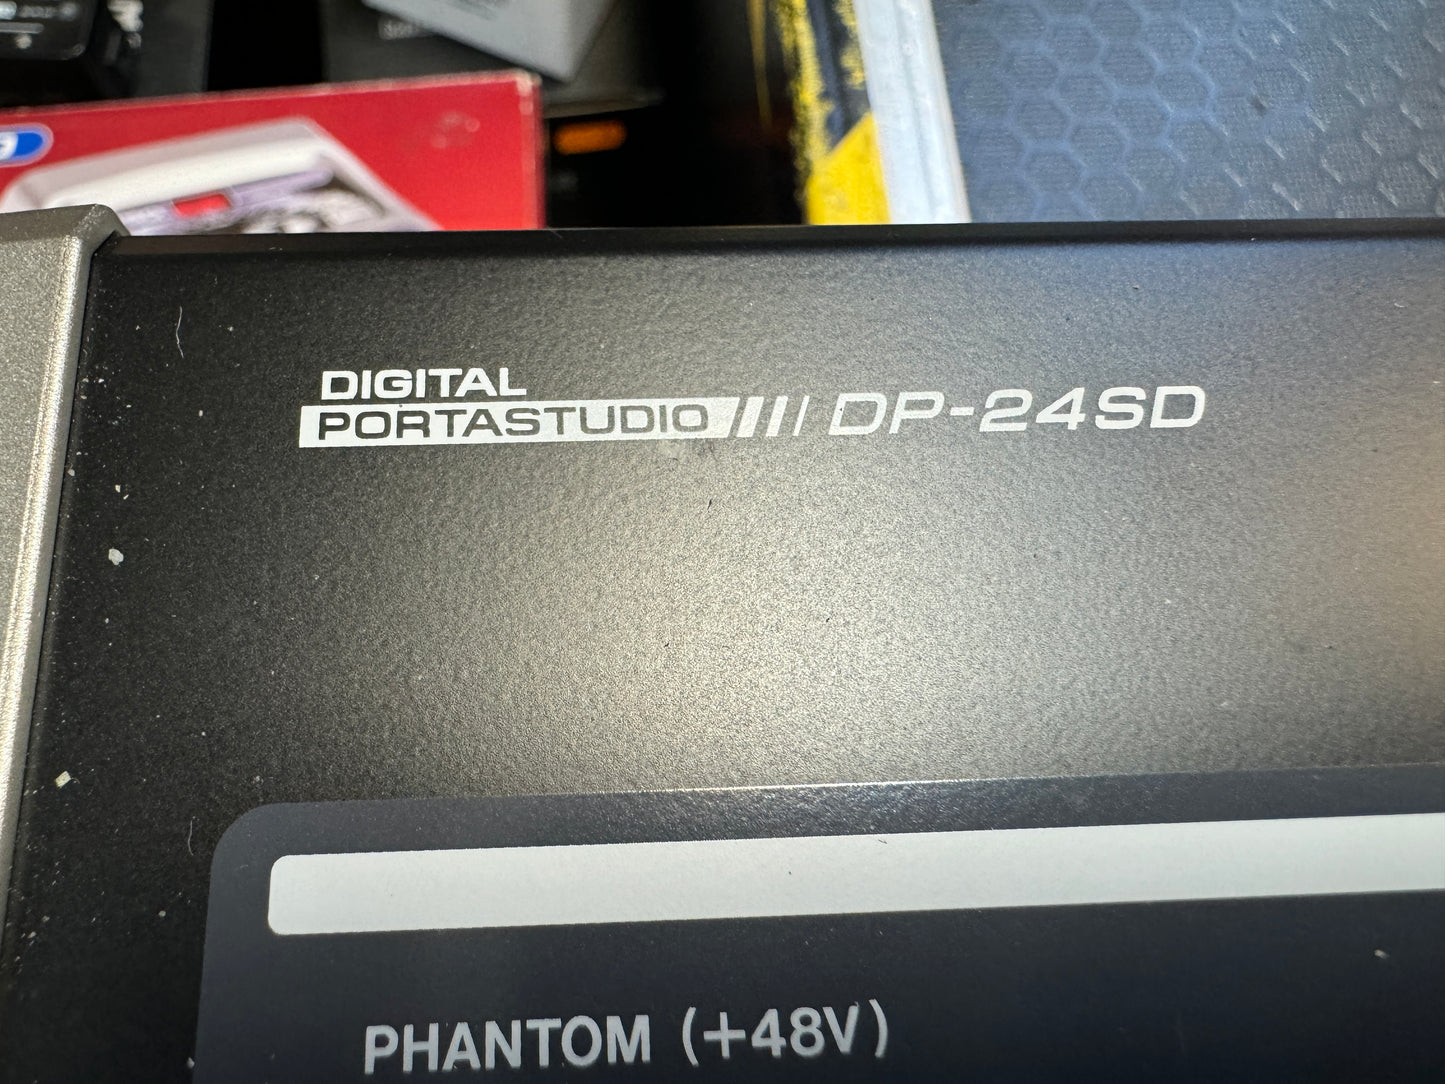 DIGITAL
PORTASTUDIO DP-24SD
PHANTOM (+48V)